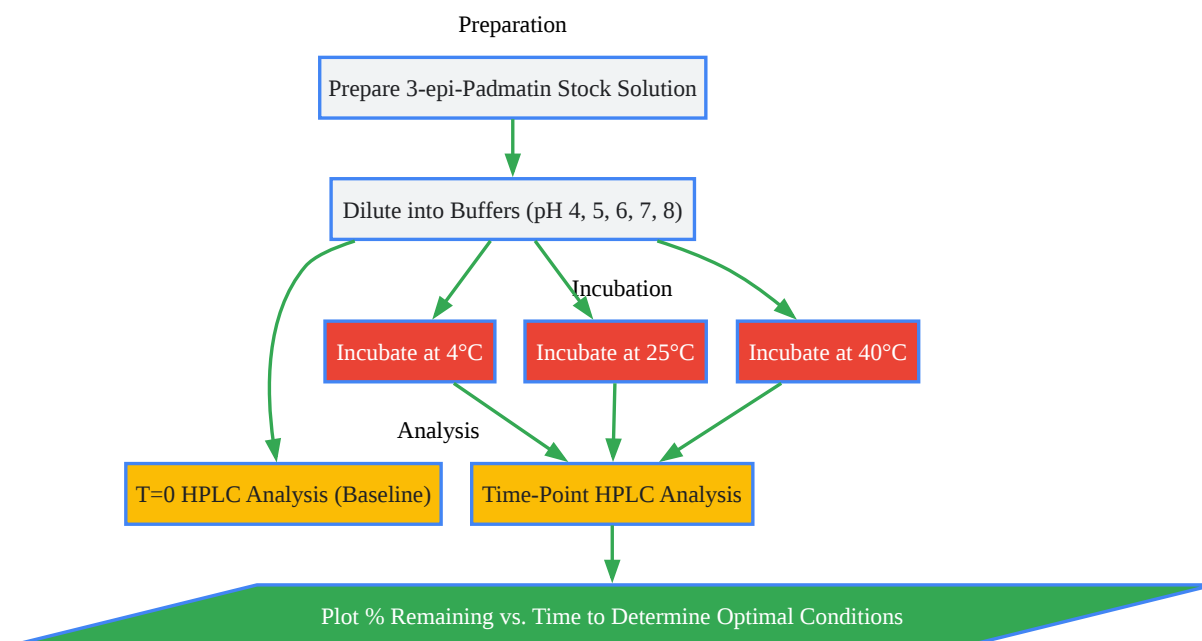 Preparation
Prepare 3-epi-Padmatin Stock Solution
Dilute into Buffers (pH 4, 5, 6, 7, 8)
Incubation
Incubate at 4°C
Incubate at 25°C
Incubate at 40°C
Analysis
T=0 HPLC Analysis (Baseline)
Time-Point HPLC Analysis
Plot % Remaining vs. Time to Determine Optimal Conditions